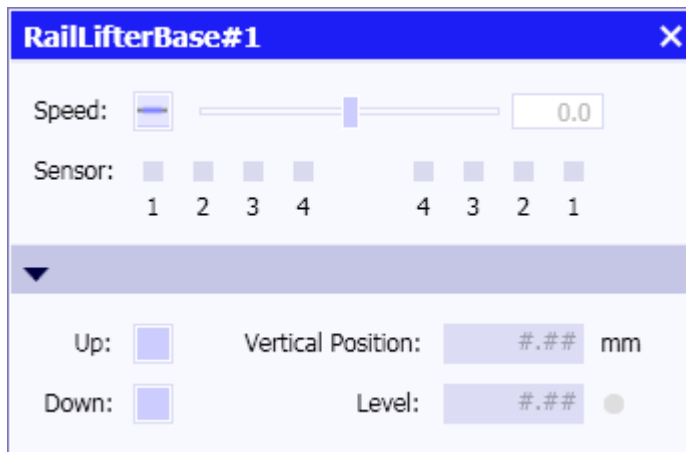 RailLifterBase#1
Speed: 0.0
Sensor:
1 2 3 4 4 3 2 1
Up: Vertical Position: #.## mm
Down: Level: #.##